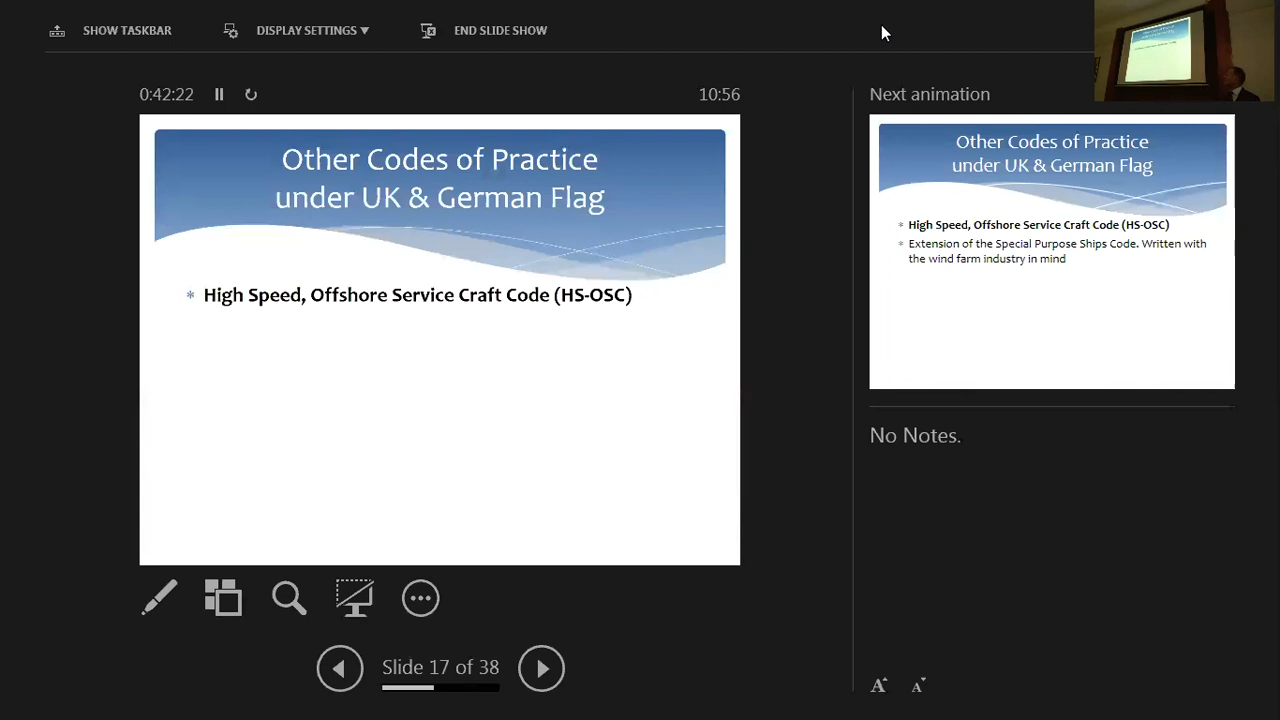 SHOW TASKBAR
DISPLAY SETTINGS ▼
END SLIDE SHOW
0:42:22
10:56
Next animation
Other Codes of Practice
under UK & German Flag
* High Speed, Offshore Service Craft Code (HS-OSC)
Other Codes of Practice
under UK & German Flag
* High Speed, Offshore Service Craft Code (HS-OSC)
* Extension of the Special Purpose Ships Code. Written with
the wind farm industry in mind
No Notes.
Slide 17 of 38
A A